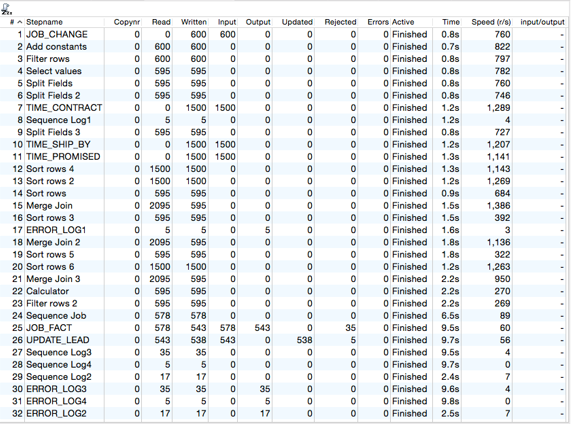 # Stepname Copynr Read Written Input Output Updated Rejected Errors Active Time Speed (r/s) input/output
1 JOB_CHANGE 0 0 600 600 0 0 0 0 Finished 0.8s 760 -
2 Add constants 0 600 600 0 0 0 0 0 Finished 0.7s 822 -
3 Filter rows 0 600 600 0 0 0 0 0 Finished 0.8s 797 -
4 Select values 0 595 595 0 0 0 0 0 Finished 0.8s 782 -
5 Split Fields 0 595 595 0 0 0 0 0 Finished 0.8s 760 -
6 Split Fields 2 0 595 595 0 0 0 0 0 Finished 0.8s 746 -
7 TIME_CONTRACT 0 0 1500 1500 0 0 0 0 Finished 1.2s 1,289 -
8 Sequence Log1 0 5 5 0 0 0 0 0 Finished 1.2s 4 -
9 Split Fields 3 0 595 595 0 0 0 0 0 Finished 0.8s 727 -
10 TIME_SHIP_BY 0 0 1500 1500 0 0 0 0 Finished 1.2s 1,207 -
11 TIME_PROMISED 0 0 1500 1500 0 0 0 0 Finished 1.3s 1,141 -
12 Sort rows 4 0 1500 1500 0 0 0 0 0 Finished 1.3s 1,143 -
13 Sort rows 2 0 1500 1500 0 0 0 0 0 Finished 1.2s 1,269 -
14 Sort rows 0 595 595 0 0 0 0 0 Finished 0.9s 684 -
15 Merge Join 0 2095 595 0 0 0 0 0 Finished 1.5s 1,386 -
16 Sort rows 3 0 595 595 0 0 0 0 0 Finished 1.5s 392 -
17 ERROR_LOG1 0 5 5 0 5 0 0 0 Finished 1.6s 3 -
18 Merge Join 2 0 2095 595 0 0 0 0 0 Finished 1.8s 1,136 -
19 Sort rows 5 0 595 595 0 0 0 0 0 Finished 1.8s 322 -
20 Sort rows 6 0 1500 1500 0 0 0 0 0 Finished 1.2s 1,263 -
21 Merge Join 3 0 2095 595 0 0 0 0 0 Finished 2.2s 950 -
22 Calculator 0 595 595 0 0 0 0 0 Finished 2.2s 270 -
23 Filter rows 2 0 595 595 0 0 0 0 0 Finished 2.2s 269 -
24 Sequence Job 0 578 578 0 0 0 0 0 Finished 6.5s 89 -
25 JOB_FACT 0 578 543 578 543 0 35 0 Finished 9.5s 60 -
26 UPDATE_LEAD 0 543 538 543 0 538 5 0 Finished 9.7s 56 -
27 Sequence Log3 0 35 35 0 0 0 0 0 Finished 9.5s 4 -
28 Sequence Log4 0 5 5 0 0 0 0 0 Finished 9.7s 0 -
29 Sequence Log2 0 17 17 0 0 0 0 0 Finished 2.4s 7 -
30 ERROR_LOG3 0 35 35 0 35 0 0 0 Finished 9.6s 4 -
31 ERROR_LOG4 0 5 5 0 5 0 0 0 Finished 9.8s 0 -
32 ERROR_LOG2 0 17 17 0 17 0 0 0 Finished 2.5s 7 -